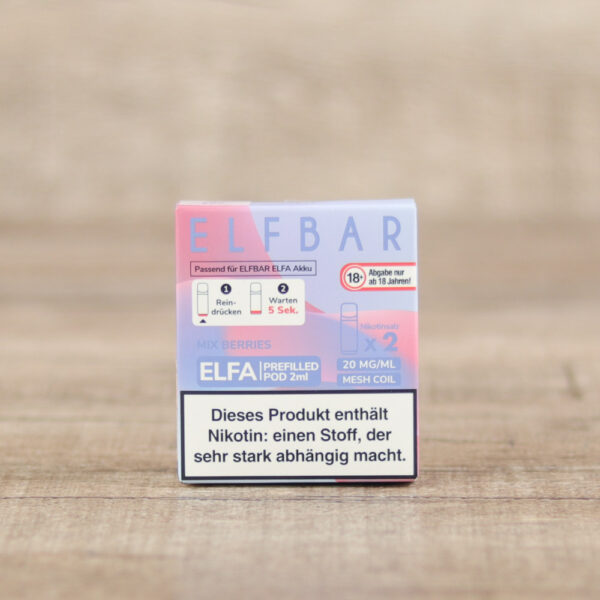 ELFBAR
Passend für ELFBAR ELFA Akku
18+
Abgabe nur
ab 18 Jahren!
1
Rein-
drücken
2
Warten
5 Sek.
Nikotinsalz
x 2
MIX BERRIES
ELFA
PREFILLED
POD 2ml
20 MG/ML
MESH COIL
Dieses Produkt enthält
Nikotin: einen Stoff, der
sehr stark abhängig macht.